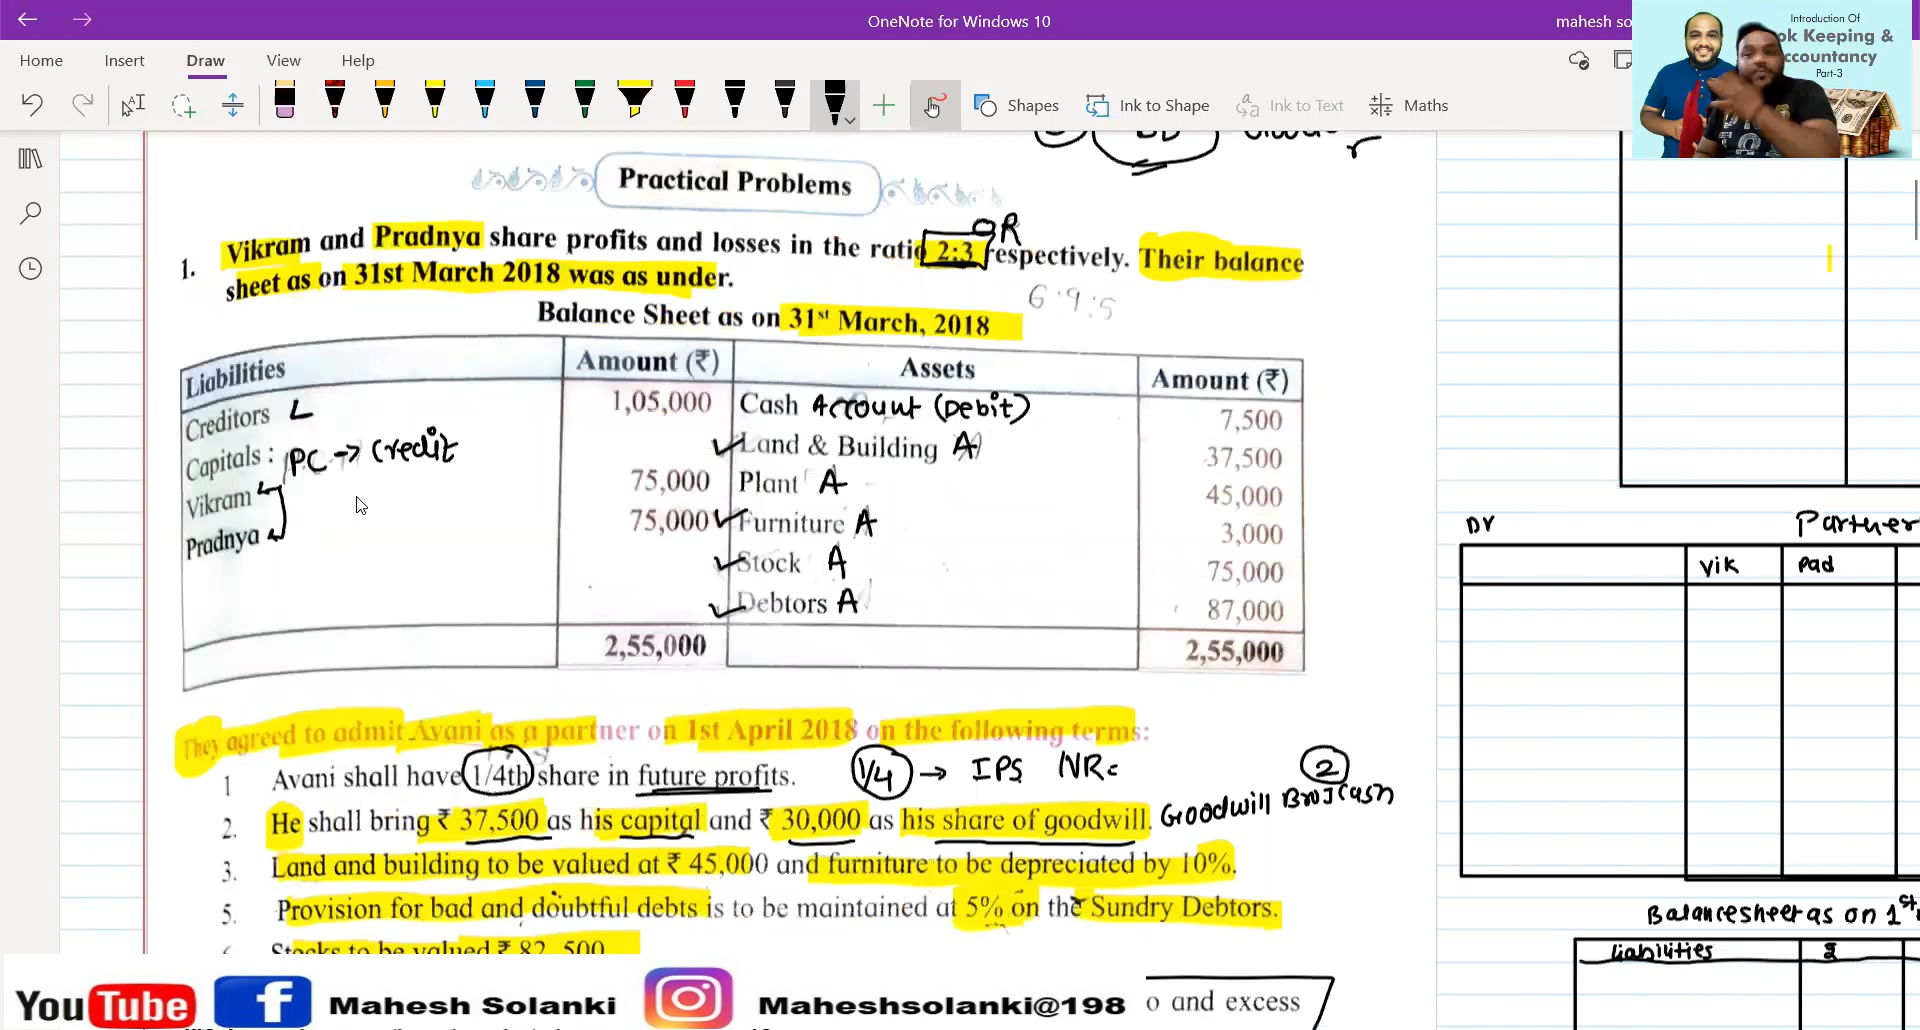 OneNote for Windows 10
mahesh so
Introduction Of
ok Keeping &
ccountancy
Part-3
Home Insert Draw View Help
Shapes Ink to Shape Ink to Text Maths
Practical Problems
OR
1. Vikram and Pradnya share profits and losses in the ratio 2:3 respectively. Their balance
sheet as on 31st March 2018 was as under.
6:9:5
Balance Sheet as on 31st March, 2018
Liabilities Amount (₹) Assets Amount (₹)
Creditors L 1,05,000 Cash Account (Debit) 7,500
Capitals : PC → Credit Land & Building A 37,500
Vikram 75,000 Plant A 45,000
Pradnya 75,000 Furniture A 3,000
Stock A 75,000
Debtors A 87,000
2,55,000 2,55,000
They agreed to admit Avani as a partner on 1st April 2018 on the following terms:
1 Avani shall have 1/4th share in future profits. 1/4 → IPS NR=
2
2. He shall bring ₹ 37,500 as his capital and ₹ 30,000 as his share of goodwill. Goodwill Cash
3. Land and building to be valued at ₹ 45,000 and furniture to be depreciated by 10%.
5. Provision for bad and doubtful debts is to be maintained at 5% on the Sundry Debtors.
Stocks to be valued ₹ 82,500
o and excess
Dr Partner
Vik Pad
Balancesheet as on 1st
Liabilities ₹
YouTube f Mahesh Solanki Maheshsolanki@198